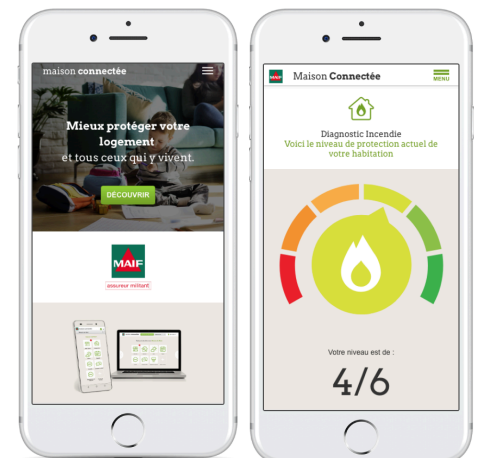 maison connectée
Mieux protéger votre
logement
et tous ceux qui y vivent.
DÉCOUVRIR
MAIF
assureur militant
MAIF
Maison Connectée
MENU
Diagnostic Incendie
Voici le niveau de protection actuel de
votre habitation
Votre niveau est de :
4/6